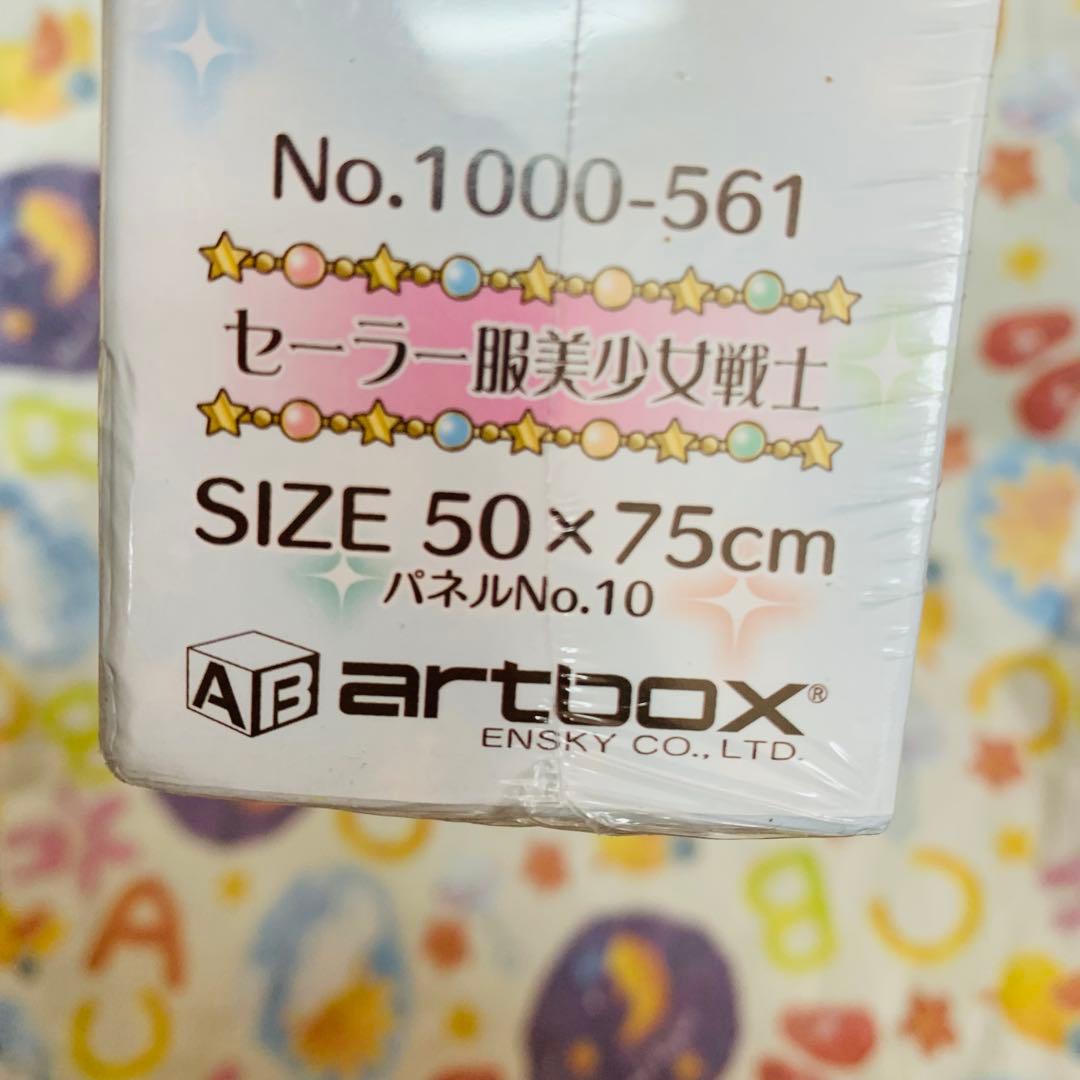 No.1000-561
セーラー服美少女戦士
SIZE 50×75cm
パネルNo.10
AB artbox®
ENSKY CO., LTD.